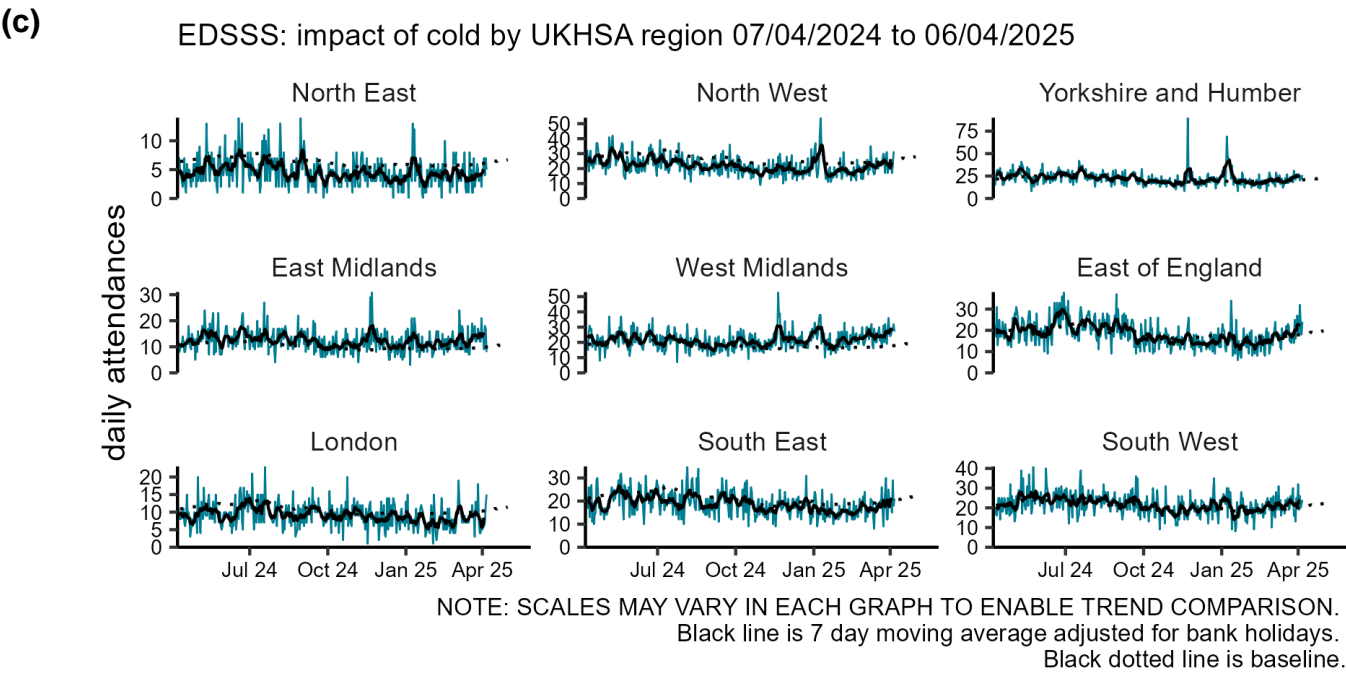 (c)
EDSSS: impact of cold by UKHSA region 07/04/2024 to 06/04/2025
daily attendances
North East
10
5
0
North West
50
40
30
20
10
0
Yorkshire and Humber
75
50
25
0
East Midlands
30
20
10
0
West Midlands
50
40
30
20
10
0
East of England
30
20
10
0
London
20
15
10
5
0
South East
30
20
10
0
South West
40
30
20
10
0
Jul 24 Oct 24 Jan 25 Apr 25
Jul 24 Oct 24 Jan 25 Apr 25
Jul 24 Oct 24 Jan 25 Apr 25
NOTE: SCALES MAY VARY IN EACH GRAPH TO ENABLE TREND COMPARISON.
Black line is 7 day moving average adjusted for bank holidays.
Black dotted line is baseline.